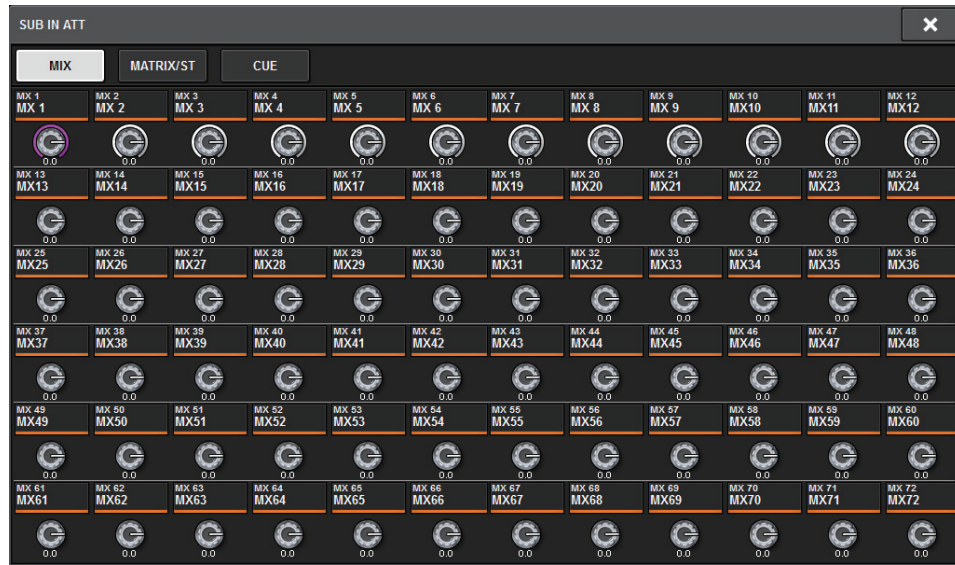 SUB IN ATT
MIX MATRIX/ST CUE
MX 1 MX 2 MX 3 MX 4 MX 5 MX 6 MX 7 MX 8 MX 9 MX 10 MX 11 MX 12
MX 1 MX 2 MX 3 MX 4 MX 5 MX 6 MX 7 MX 8 MX 9 MX10 MX11 MX12
0.0 0.0 0.0 0.0 0.0 0.0 0.0 0.0 0.0 0.0 0.0 0.0
MX 13 MX 14 MX 15 MX 16 MX 17 MX 18 MX 19 MX 20 MX 21 MX 22 MX 23 MX 24
MX13 MX14 MX15 MX16 MX17 MX18 MX19 MX20 MX21 MX22 MX23 MX24
0.0 0.0 0.0 0.0 0.0 0.0 0.0 0.0 0.0 0.0 0.0 0.0
MX 25 MX 26 MX 27 MX 28 MX 29 MX 30 MX 31 MX 32 MX 33 MX 34 MX 35 MX 36
MX25 MX26 MX27 MX28 MX29 MX30 MX31 MX32 MX33 MX34 MX35 MX36
0.0 0.0 0.0 0.0 0.0 0.0 0.0 0.0 0.0 0.0 0.0 0.0
MX 37 MX 38 MX 39 MX 40 MX 41 MX 42 MX 43 MX 44 MX 45 MX 46 MX 47 MX 48
MX37 MX38 MX39 MX40 MX41 MX42 MX43 MX44 MX45 MX46 MX47 MX48
0.0 0.0 0.0 0.0 0.0 0.0 0.0 0.0 0.0 0.0 0.0 0.0
MX 49 MX 50 MX 51 MX 52 MX 53 MX 54 MX 55 MX 56 MX 57 MX 58 MX 59 MX 60
MX49 MX50 MX51 MX52 MX53 MX54 MX55 MX56 MX57 MX58 MX59 MX60
0.0 0.0 0.0 0.0 0.0 0.0 0.0 0.0 0.0 0.0 0.0 0.0
MX 61 MX 62 MX 63 MX 64 MX 65 MX 66 MX 67 MX 68 MX 69 MX 70 MX 71 MX 72
MX61 MX62 MX63 MX64 MX65 MX66 MX67 MX68 MX69 MX70 MX71 MX72
0.0 0.0 0.0 0.0 0.0 0.0 0.0 0.0 0.0 0.0 0.0 0.0